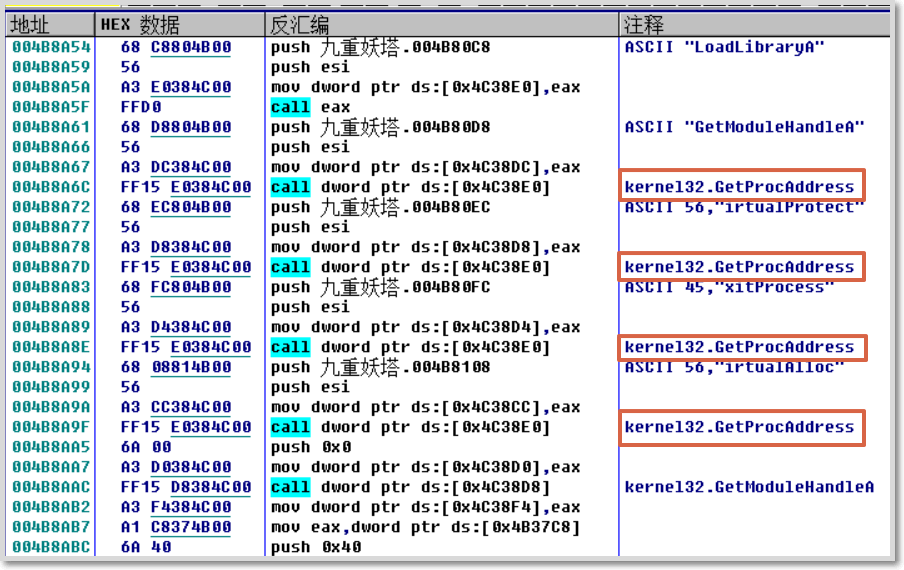 地址 HEX 数据 反汇编 注释
004B8A54 68 C8804B00 push 九重妖塔.004B80C8 ASCII "LoadLibraryA"
004B8A59 56 push esi
004B8A5A A3 E0384C00 mov dword ptr ds:[0x4C38E0],eax
004B8A5F FFD0 call eax
004B8A61 68 D8804B00 push 九重妖塔.004B80D8 ASCII "GetModuleHandleA"
004B8A66 56 push esi
004B8A67 A3 DC384C00 mov dword ptr ds:[0x4C38DC],eax
004B8A6C FF15 E0384C00 call dword ptr ds:[0x4C38E0] kernel32.GetProcAddress
004B8A72 68 EC804B00 push 九重妖塔.004B80EC ASCII 56,"irtualProtect"
004B8A77 56 push esi
004B8A78 A3 D8384C00 mov dword ptr ds:[0x4C38D8],eax
004B8A7D FF15 E0384C00 call dword ptr ds:[0x4C38E0] kernel32.GetProcAddress
004B8A83 68 FC804B00 push 九重妖塔.004B80FC ASCII 45,"xitProcess"
004B8A88 56 push esi
004B8A89 A3 D4384C00 mov dword ptr ds:[0x4C38D4],eax
004B8A8E FF15 E0384C00 call dword ptr ds:[0x4C38E0] kernel32.GetProcAddress
004B8A94 68 08814B00 push 九重妖塔.004B8108 ASCII 56,"irtualAlloc"
004B8A99 56 push esi
004B8A9A A3 CC384C00 mov dword ptr ds:[0x4C38CC],eax
004B8A9F FF15 E0384C00 call dword ptr ds:[0x4C38E0] kernel32.GetProcAddress
004B8AA5 6A 00 push 0x0
004B8AA7 A3 D0384C00 mov dword ptr ds:[0x4C38D0],eax
004B8AAC FF15 D8384C00 call dword ptr ds:[0x4C38D8] kernel32.GetModuleHandleA
004B8AB2 A3 F4384C00 mov dword ptr ds:[0x4C38F4],eax
004B8AB7 A1 C8374B00 mov eax,dword ptr ds:[0x4B37C8]
004B8ABC 6A 40 push 0x40